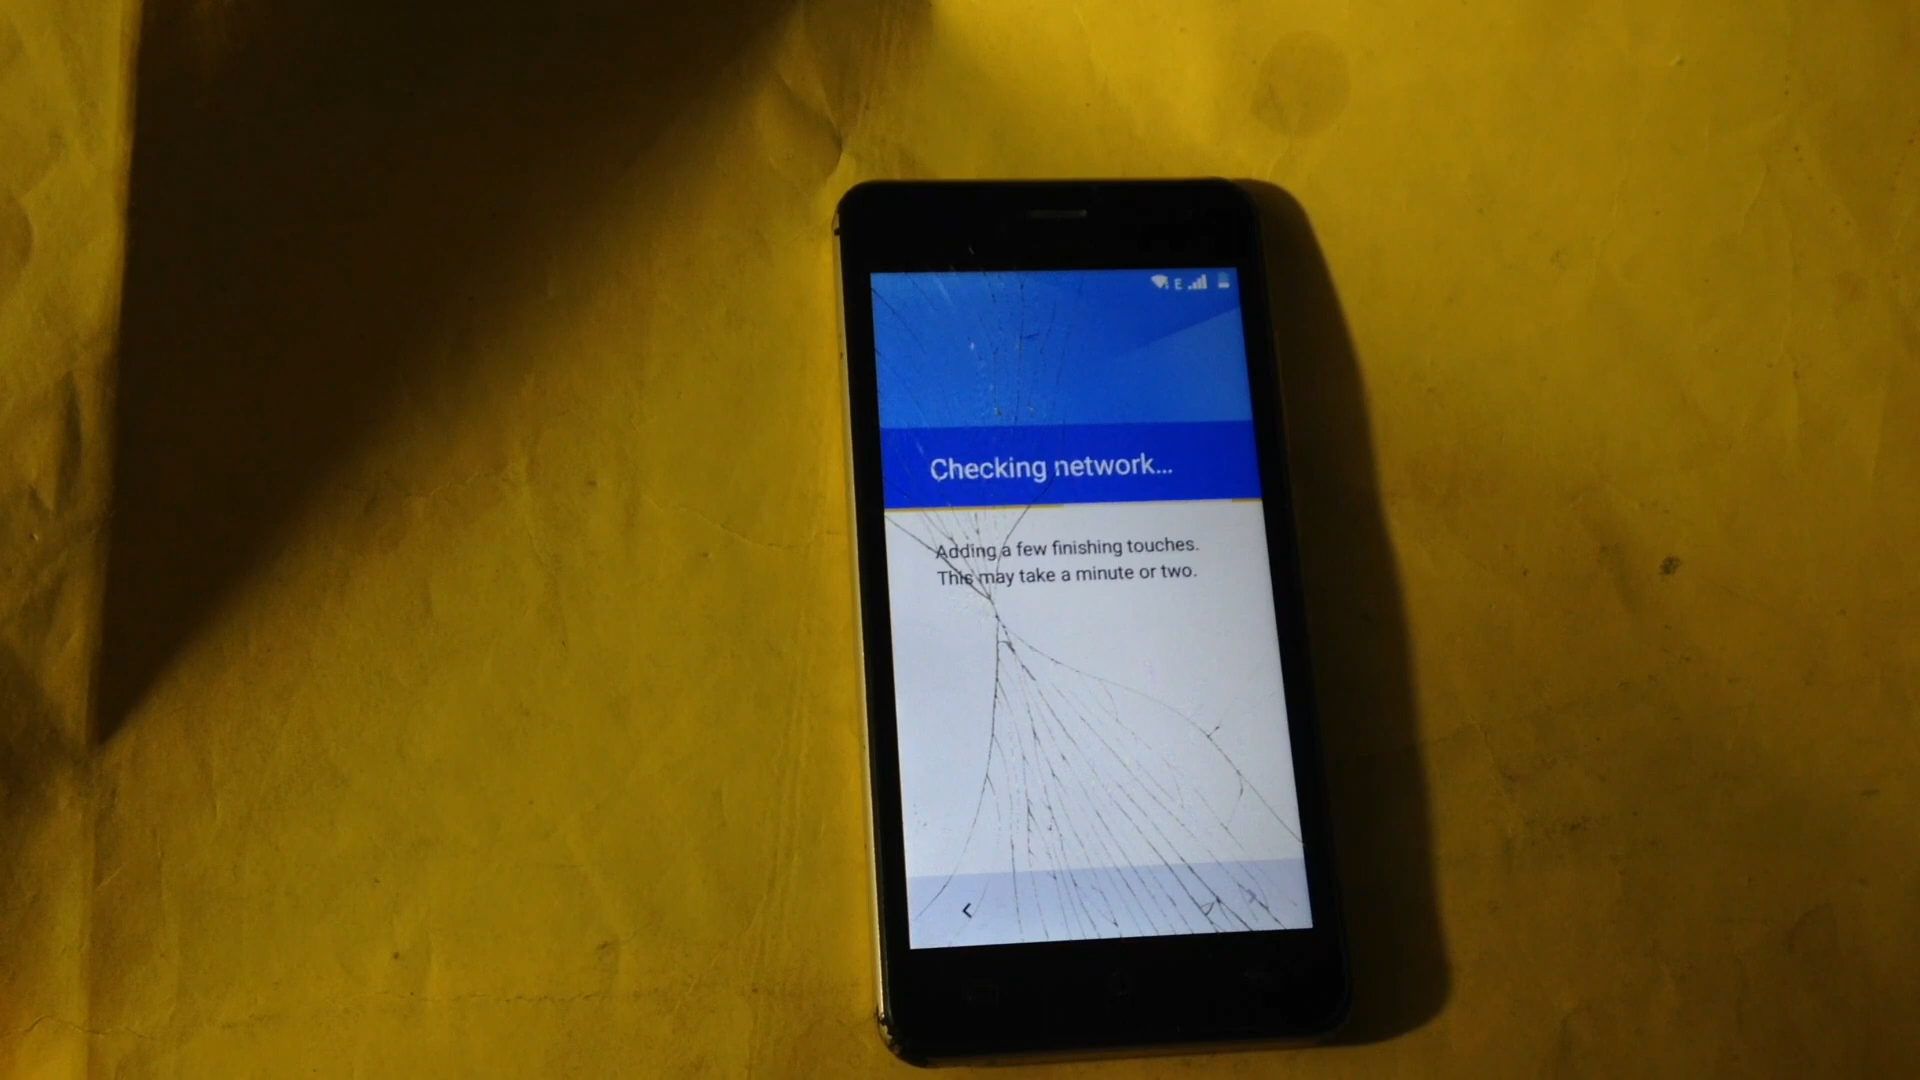 E
Checking network...
Adding a few finishing touches.
This may take a minute or two.